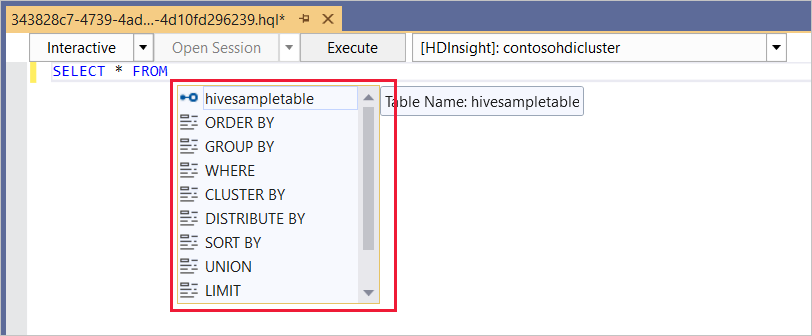 343828c7-4739-4ad...-4d10fd296239.hql*
Interactive Open Session Execute [HDInsight]: contosohdicluster
SELECT * FROM
hivesampletable Table Name: hivesampletable
ORDER BY
GROUP BY
WHERE
CLUSTER BY
DISTRIBUTE BY
SORT BY
UNION
LIMIT